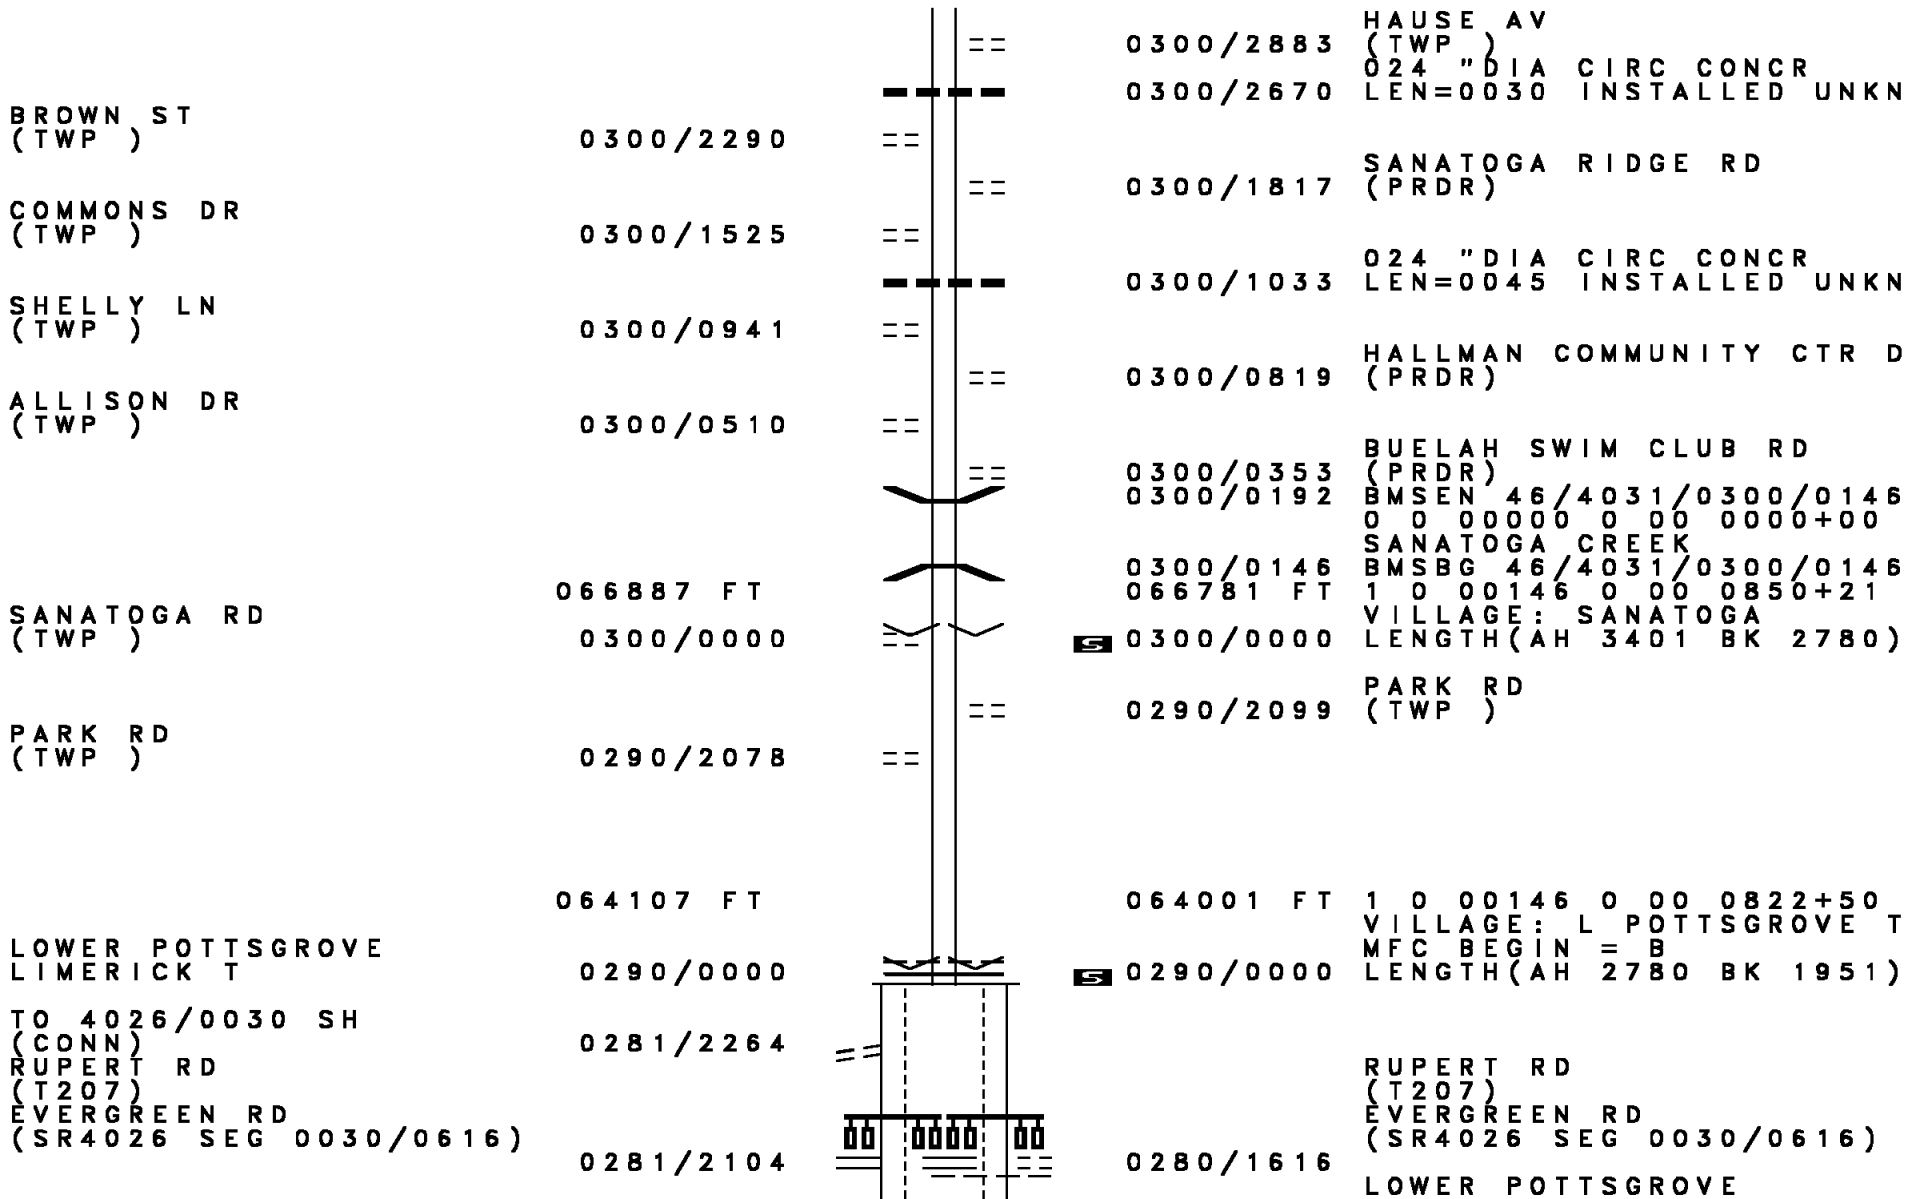 HAUSE AV
0300/2883 (TWP )
024 "DIA CIRC CONCR
0300/2670 LEN=0030 INSTALLED UNKN
BROWN ST
(TWP ) 0300/2290
SANATOGA RIDGE RD
0300/1817 (PRDR)
COMMONS DR
(TWP ) 0300/1525
024 "DIA CIRC CONCR
0300/1033 LEN=0045 INSTALLED UNKN
SHELLY LN
(TWP ) 0300/0941
HALLMAN COMMUNITY CTR D
0300/0819 (PRDR)
ALLISON DR
(TWP ) 0300/0510
BUELAH SWIM CLUB RD
0300/0353 (PRDR)
0300/0192 BMSEN 46/4031/0300/0146
0 0 00000 0 00 0000+00
SANATOGA CREEK
0300/0146 BMSBG 46/4031/0300/0146
066887 FT 066781 FT 1 0 00146 0 00 0850+21
SANATOGA RD VILLAGE: SANATOGA
(TWP ) 0300/0000 S 0300/0000 LENGTH(AH 3401 BK 2780)
PARK RD
0290/2099 (TWP )
PARK RD
(TWP ) 0290/2078
064107 FT 064001 FT 1 0 00146 0 00 0822+50
VILLAGE: L POTTSGROVE T
LOWER POTTSGROVE MFC BEGIN = B
LIMERICK T 0290/0000 S 0290/0000 LENGTH(AH 2780 BK 1951)
TO 4026/0030 SH
(CONN) 0281/2264
RUPERT RD RUPERT RD
(T207) (T207)
EVERGREEN RD EVERGREEN RD
(SR4026 SEG 0030/0616) (SR4026 SEG 0030/0616)
0281/2104 0280/1616
LOWER POTTSGROVE